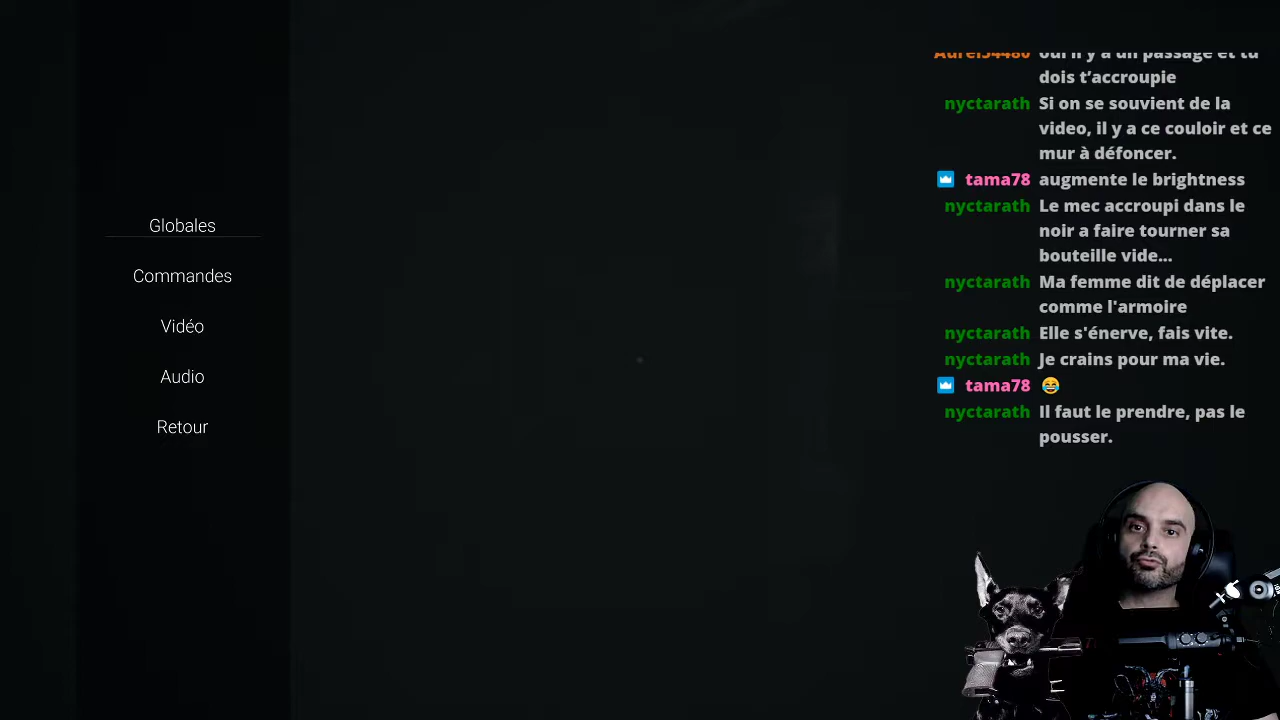 Globales
Commandes
Vidéo
Audio
Retour
dois t’accroupie
nyctarath Si on se souvient de la
video, il y a ce couloir et ce
mur à défoncer.
tama78 augmente le brightness
nyctarath Le mec accroupi dans le
noir a faire tourner sa
bouteille vide...
nyctarath Ma femme dit de déplacer
comme l'armoire
nyctarath Elle s'énerve, fais vite.
nyctarath Je crains pour ma vie.
tama78 😂
nyctarath Il faut le prendre, pas le
pousser.